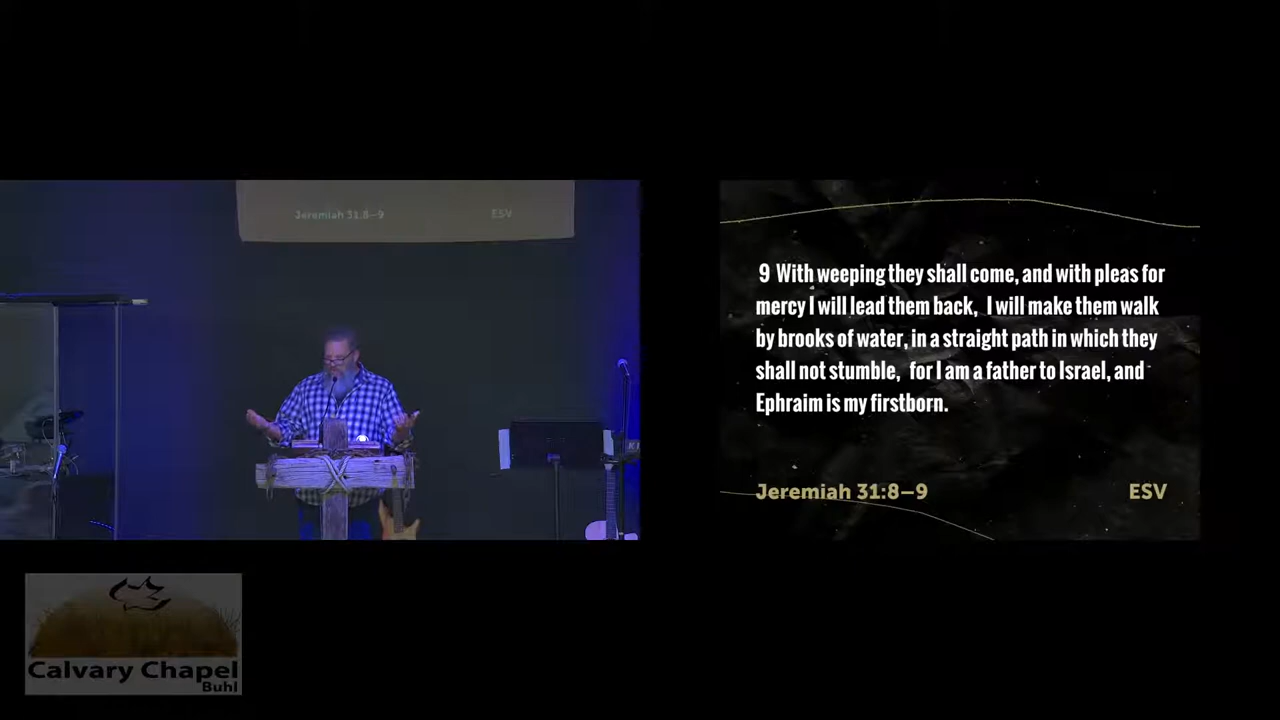 Jeremiah 31:8–9 ESV
9 With weeping they shall come, and with pleas for
mercy I will lead them back, I will make them walk
by brooks of water, in a straight path in which they
shall not stumble, for I am a father to Israel, and
Ephraim is my firstborn.
Jeremiah 31:8–9 ESV
Calvary Chapel
Buhl